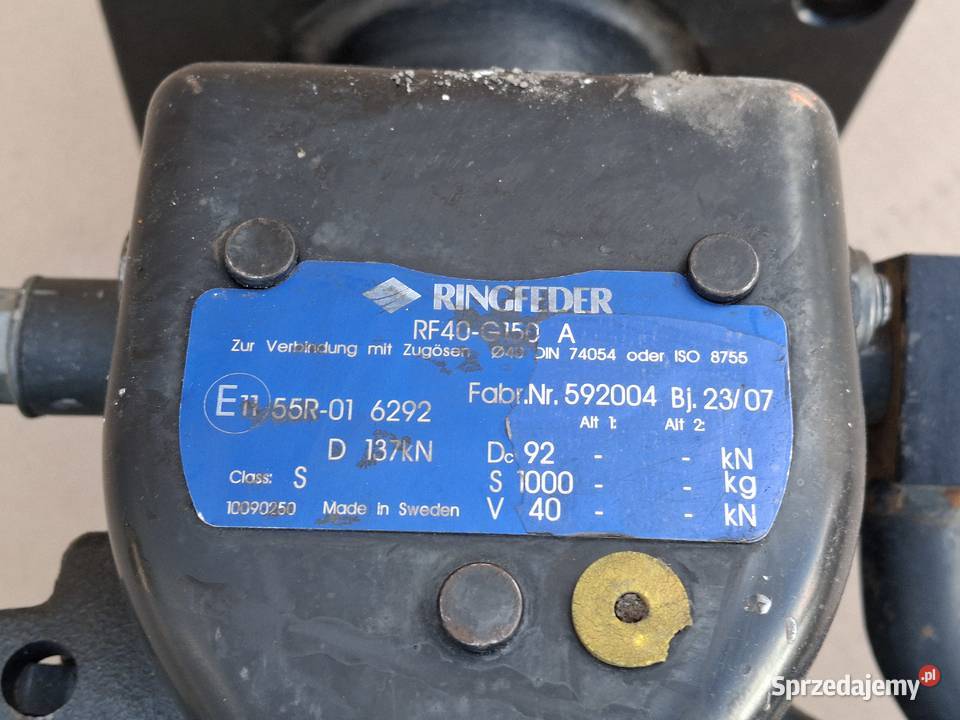 RINGFEDER
RF40-G150 A
Zur Verbindung mit Zugösen Ø40 DIN 74054 oder ISO 8755
E11 55R-01 6292 Fabr.Nr. 592004 Bj. 23/07
Alt 1: Alt 2:
D 137kN Dc 92 - - kN
Class: S S 1000 - - kg
10090250 Made in Sweden V 40 - - kN
Sprzedajemy.pl